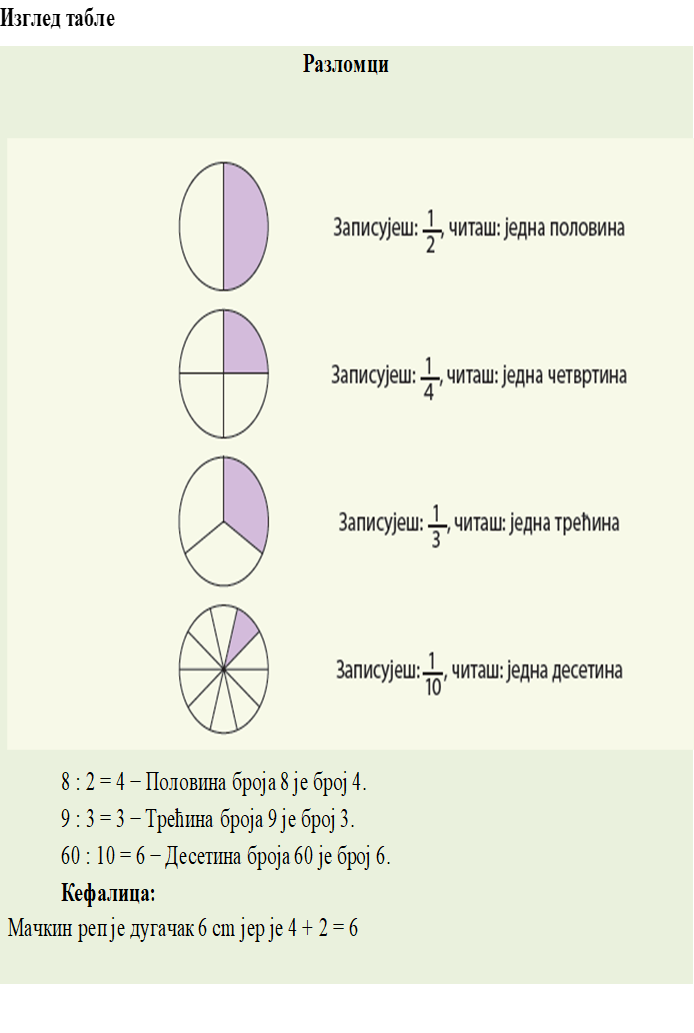 Изглед табле
Разломци
Записујеш: 1/2, читаш: једна половина
Записујеш: 1/4, читаш: једна четвртина
Записујеш: 1/3, читаш: једна трећина
Записујеш: 1/10, читаш: једна десетина
8 : 2 = 4 – Половина броја 8 је број 4.
9 : 3 = 3 – Трећина броја 9 је број 3.
60 : 10 = 6 – Десетина броја 60 је број 6.
Кефалица:
Мачкин реп је дугачак 6 cm јер је 4 + 2 = 6